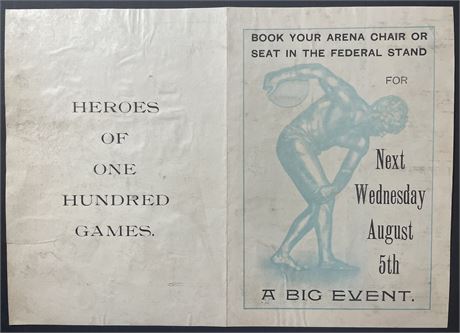 HEROES
OF
ONE
HUNDRED
GAMES.
BOOK YOUR ARENA CHAIR OR
SEAT IN THE FEDERAL STAND
FOR
Next
Wednesday
August
5th
A BIG EVENT.